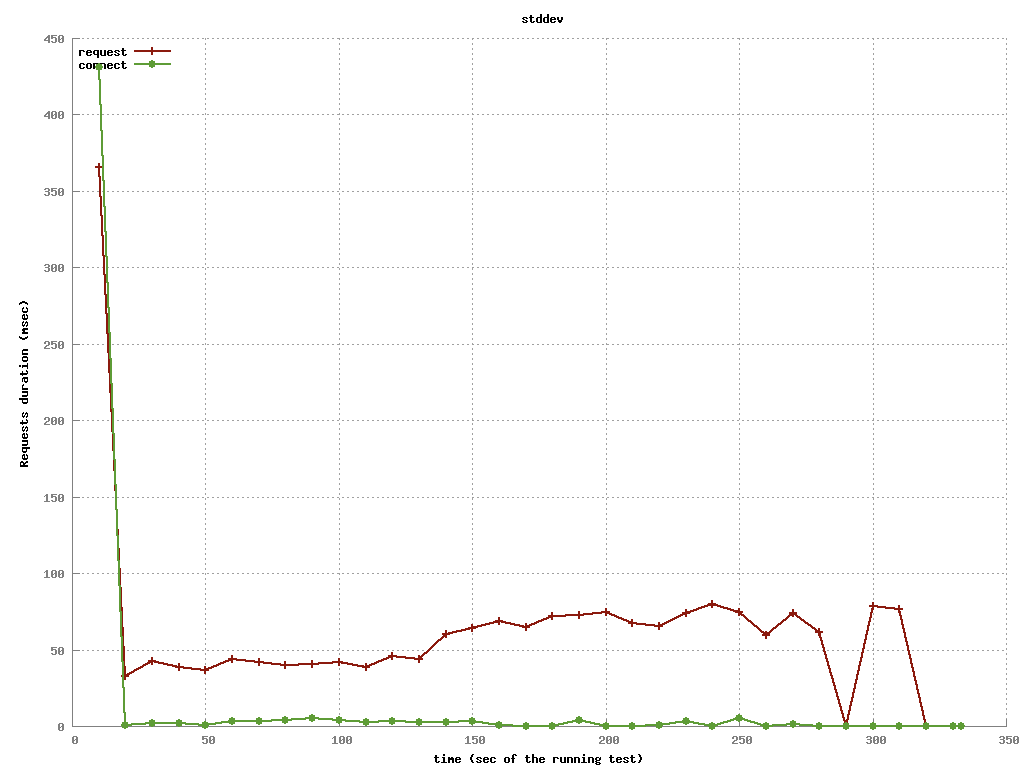 stddev
450
request
connect
400
350
300
250
200
150
100
50
0
Requests duration (msec)
0 50 100 150 200 250 300 350
time (sec of the running test)